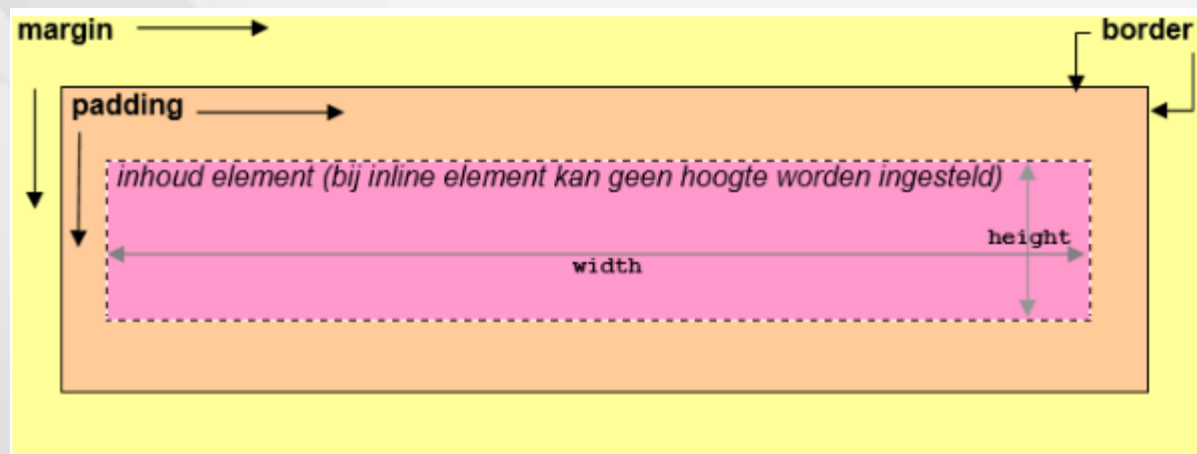 margin
border
padding
inhoud element (bij inline element kan geen hoogte worden ingesteld)
height
width